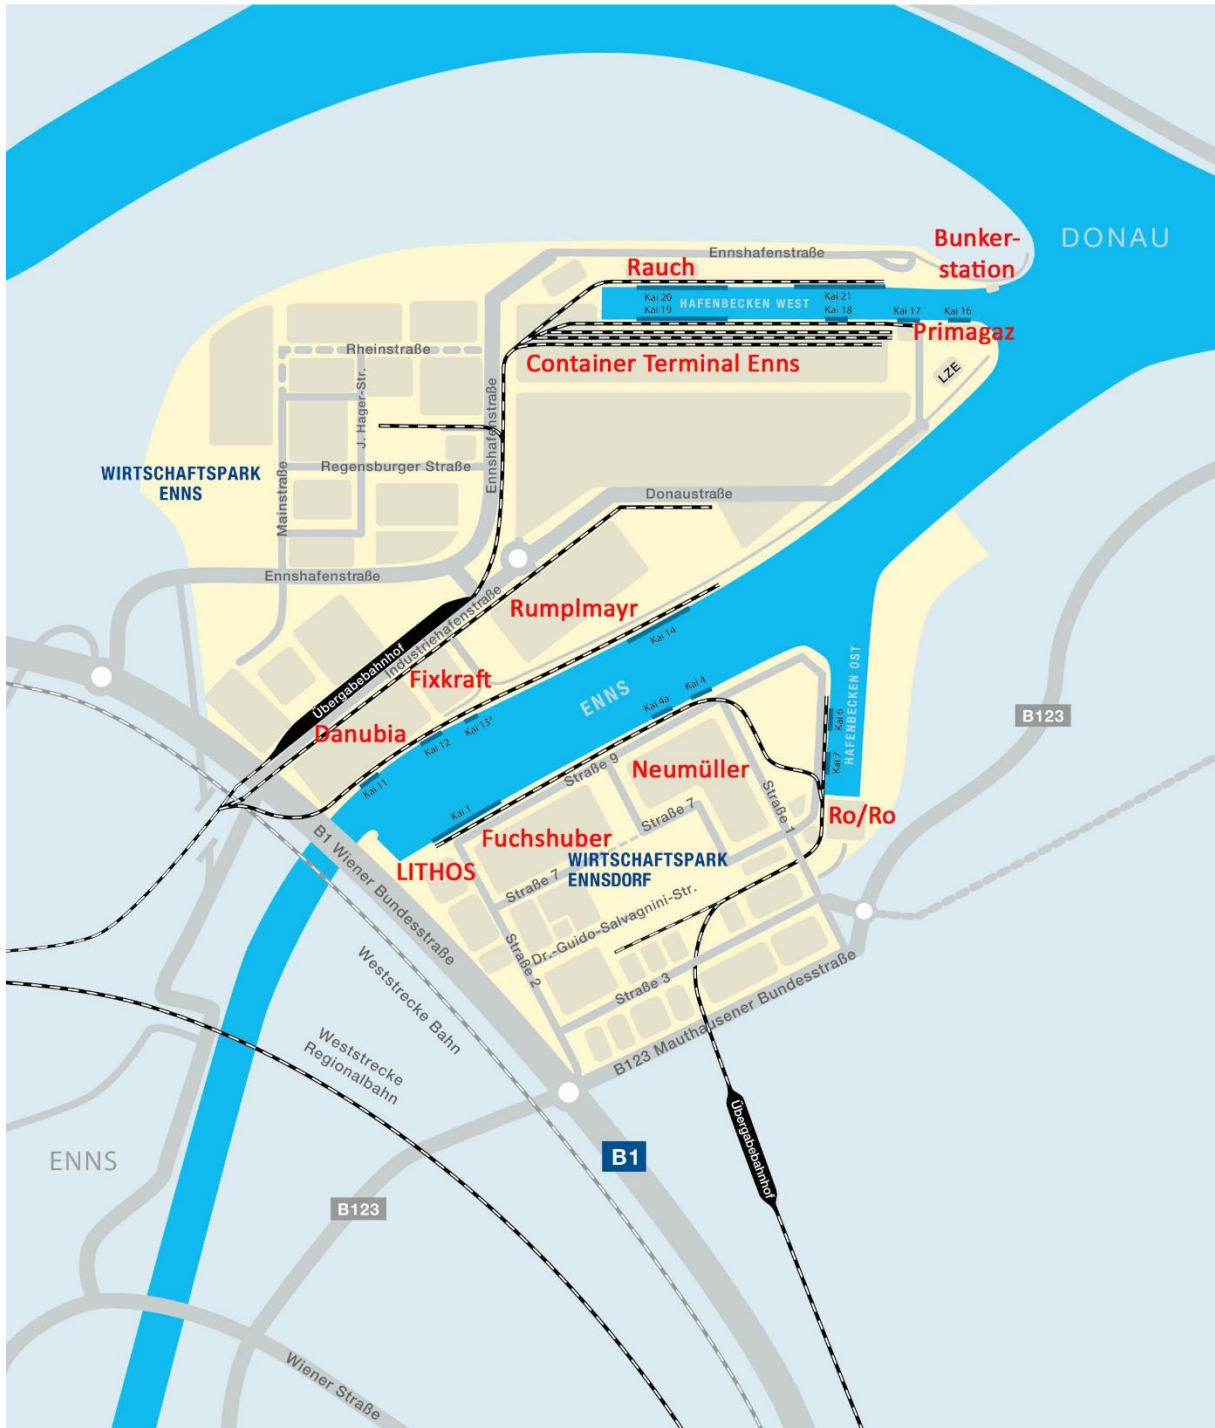 DONAU
Bunker-
station
Ennshafenstraße
Rauch
Kai 20
HAFENBECKEN WEST
Kai 21
Kai 19
Kai 18
Kai 17
Kai 16
Primagaz
Rheinstraße
Container Terminal Enns
LZE
J. Hager-Str.
Ennshafenstraße
WIRTSCHAFTSPARK
ENNS
Regensburger Straße
Mainstraße
Donaustraße
Ennshafenstraße
Rumplmayr
Industriehafenstraße
Übergabebahnhof
Kai 14
Fixkraft
ENNS
Danubia
Kai 13*
Kai 12
Kai 11
Kai 4a
Kai 4
Kai 6
Kai 7
HAFENBECKEN OST
B123
Neumüller
Straße 9
Straße 7
Straße 1
Ro/Ro
Kai 1
Fuchshuber
B1 Wiener Bundesstraße
LITHOS
WIRTSCHAFTSPARK
ENNSDORF
Straße 7
Dr.-Guido-Salvagnini-Str.
Straße 2
Straße 3
B123 Mauthausener Bundesstraße
Weststrecke Bahn
Weststrecke
Regionalbahn
Übergabebahnhof
ENNS
B1
B123
Wiener Straße